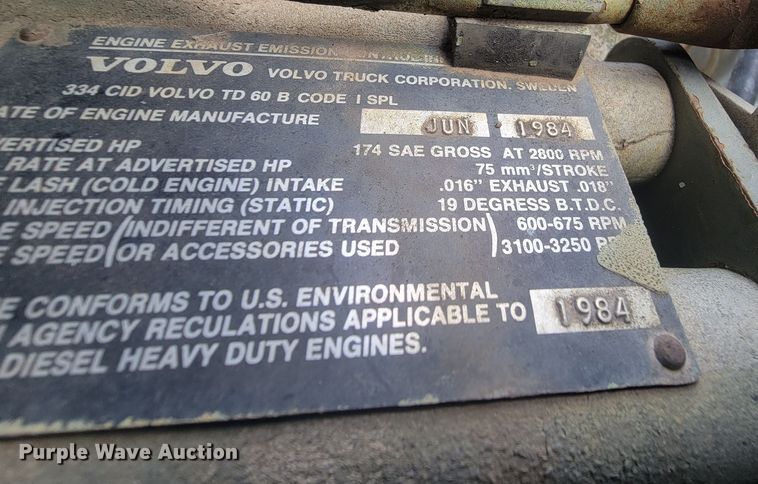 ENGINE EXHAUST EMISSION
VOLVO VOLVO TRUCK CORPORATION. SWEDEN
334 CID VOLVO TD 60 B CODE I SPL
ATE OF ENGINE MANUFACTURE JUN 1984
VERTISED HP 174 SAE GROSS AT 2800 RPM
RATE AT ADVERTISED HP 75 mm³/STROKE
E LASH (COLD ENGINE) INTAKE .016" EXHAUST .018"
INJECTION TIMING (STATIC) 19 DEGRESS B.T.D.C.
E SPEED (INDIFFERENT OF TRANSMISSION) 600-675 RPM
E SPEED (OR ACCESSORIES USED) 3100-3250 RP
E CONFORMS TO U.S. ENVIRONMENTAL
N AGENCY RECULATIONS APPLICABLE TO 1984
DIESEL HEAVY DUTY ENGINES.
Purple Wave Auction